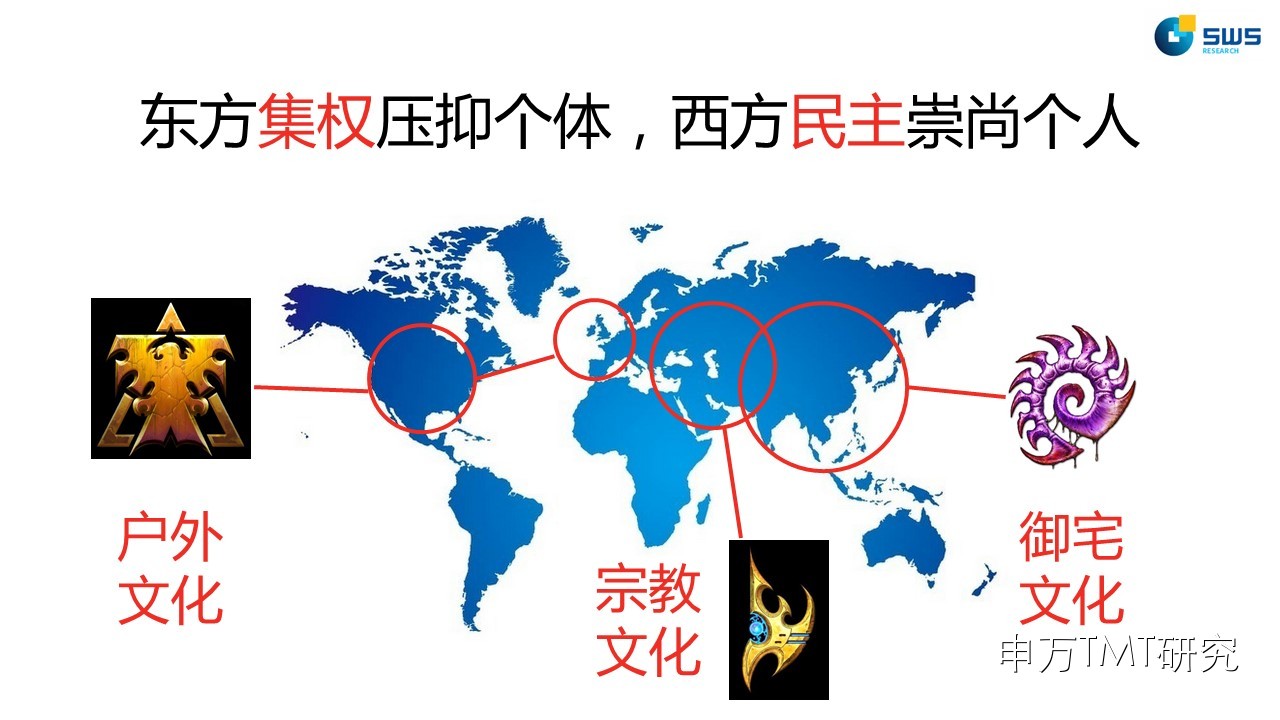 SWS
RESEARCH
东方集权压抑个体，西方民主崇尚个人
户外
文化
宗教
文化
御宅
文化
申万TMT研究